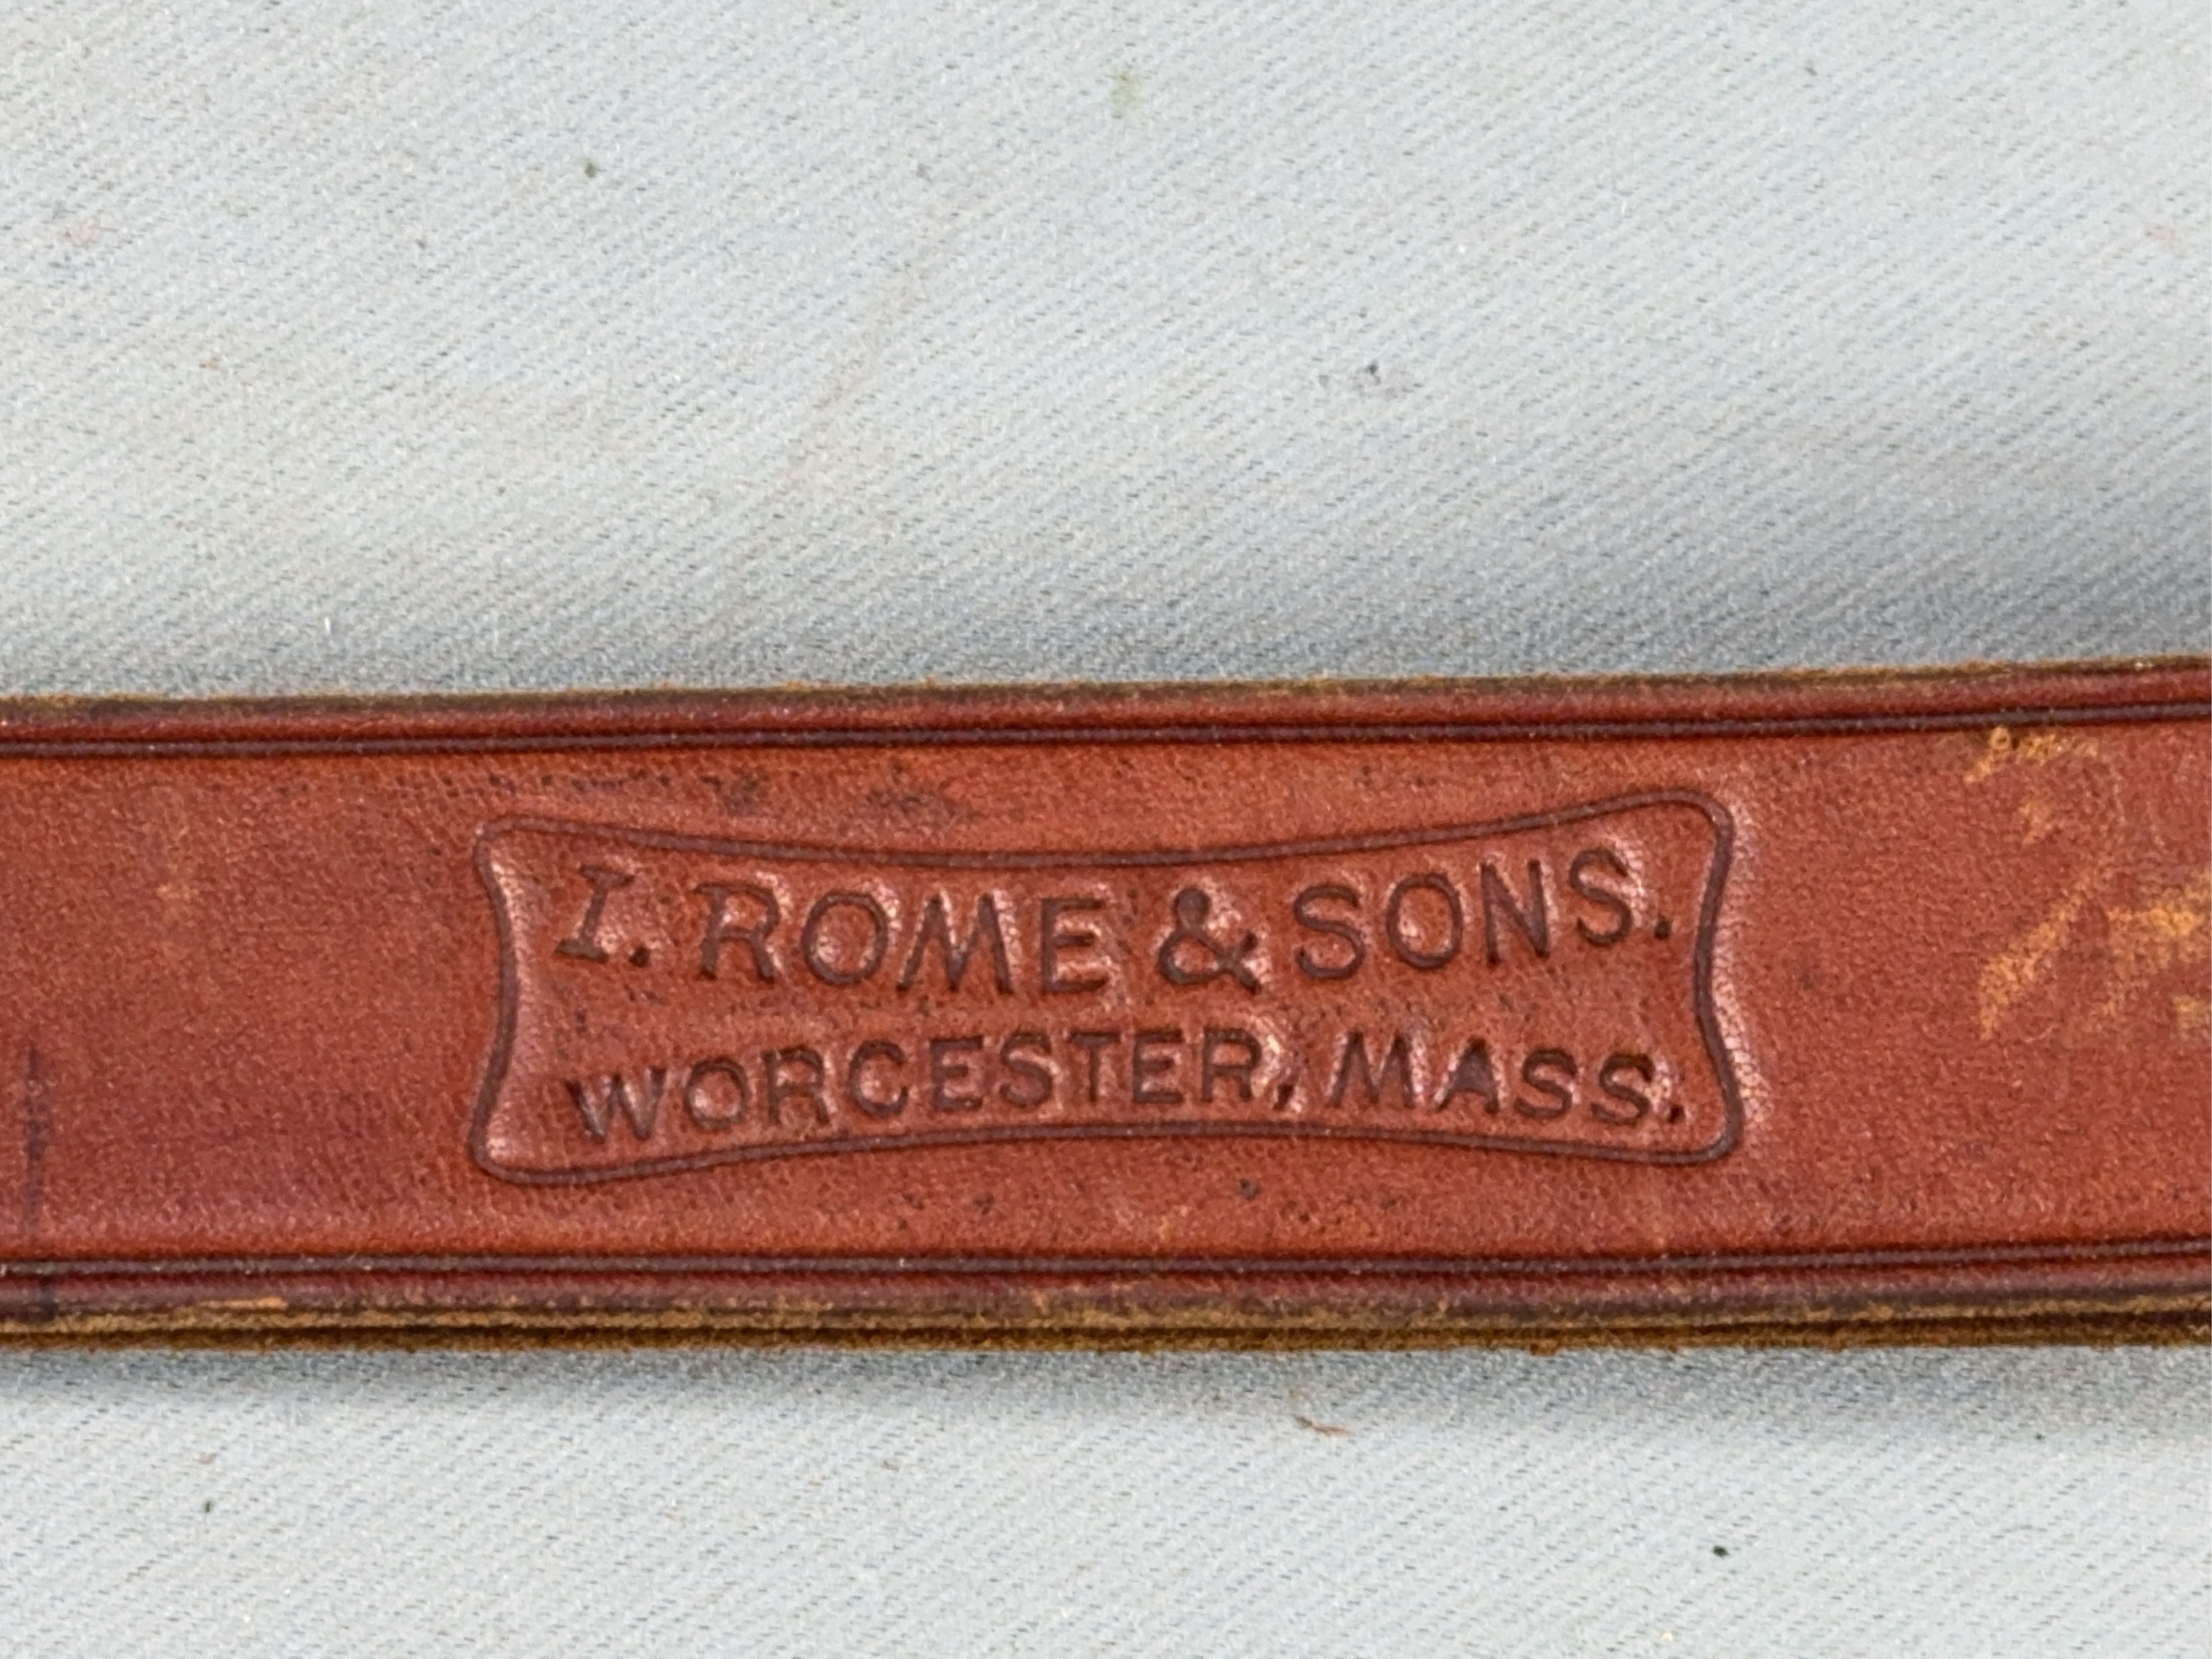 I. ROME & SONS.
WORCESTER, MASS.